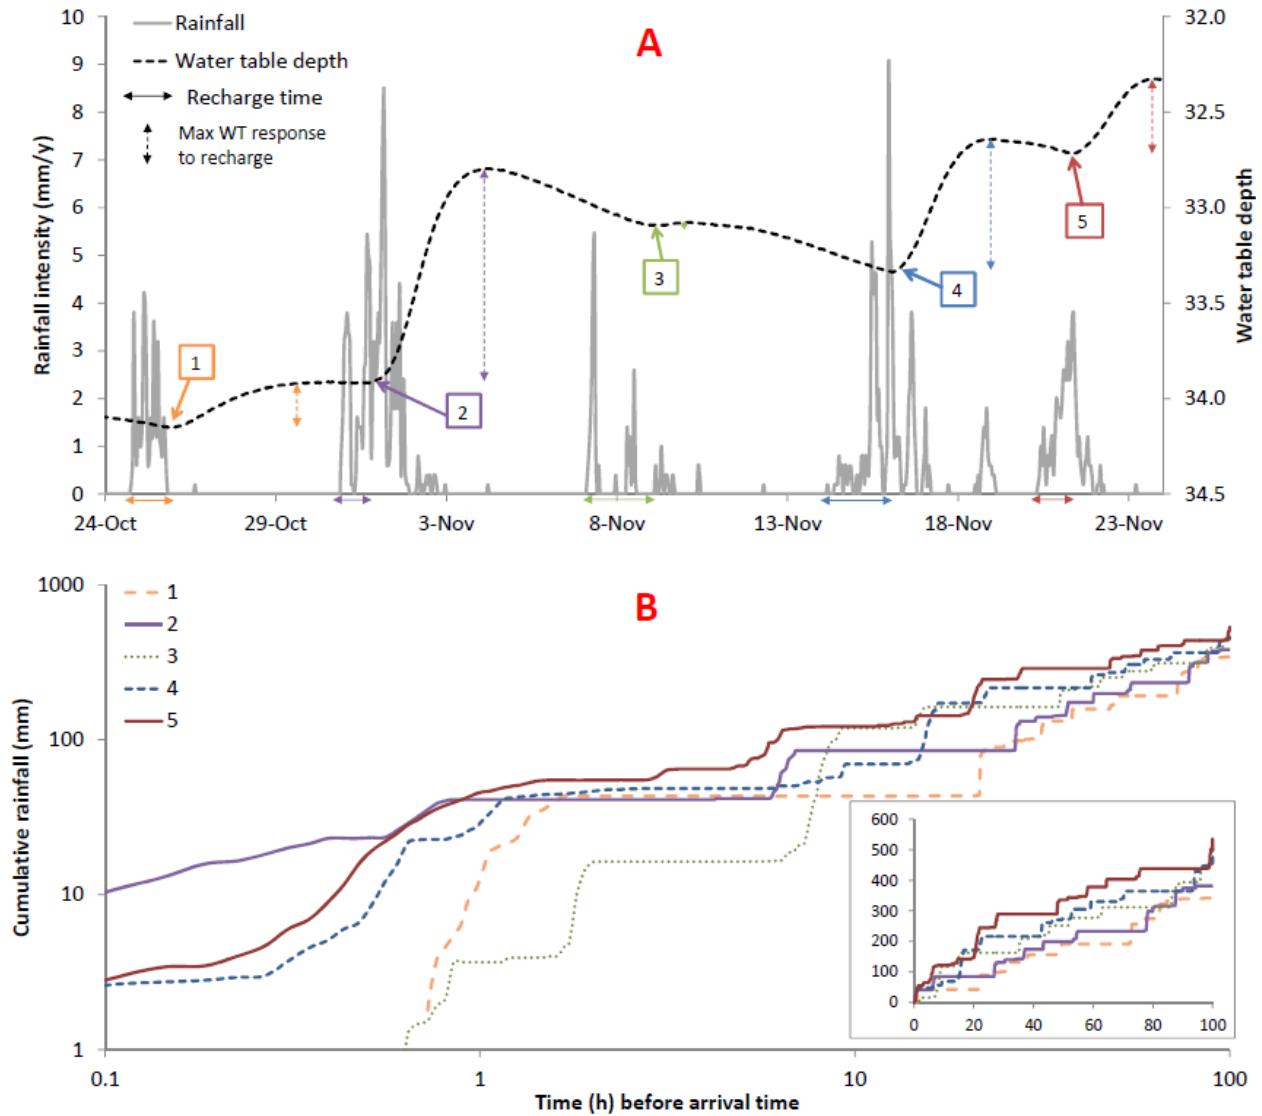 A
Rainfall
Water table depth
Recharge time
Max WT response
to recharge
Rainfall intensity (mm/y)
10
9
8
7
6
5
4
3
2
1
0
32.0
32.5
33.0
33.5
34.0
34.5
Water table depth
1
2
3
4
5
24-Oct
29-Oct
3-Nov
8-Nov
13-Nov
18-Nov
23-Nov
B
1
2
3
4
5
Cumulative rainfall (mm)
1000
100
10
1
0.1
1
10
100
Time (h) before arrival time
600
500
400
300
200
100
0
0
20
40
60
80
100